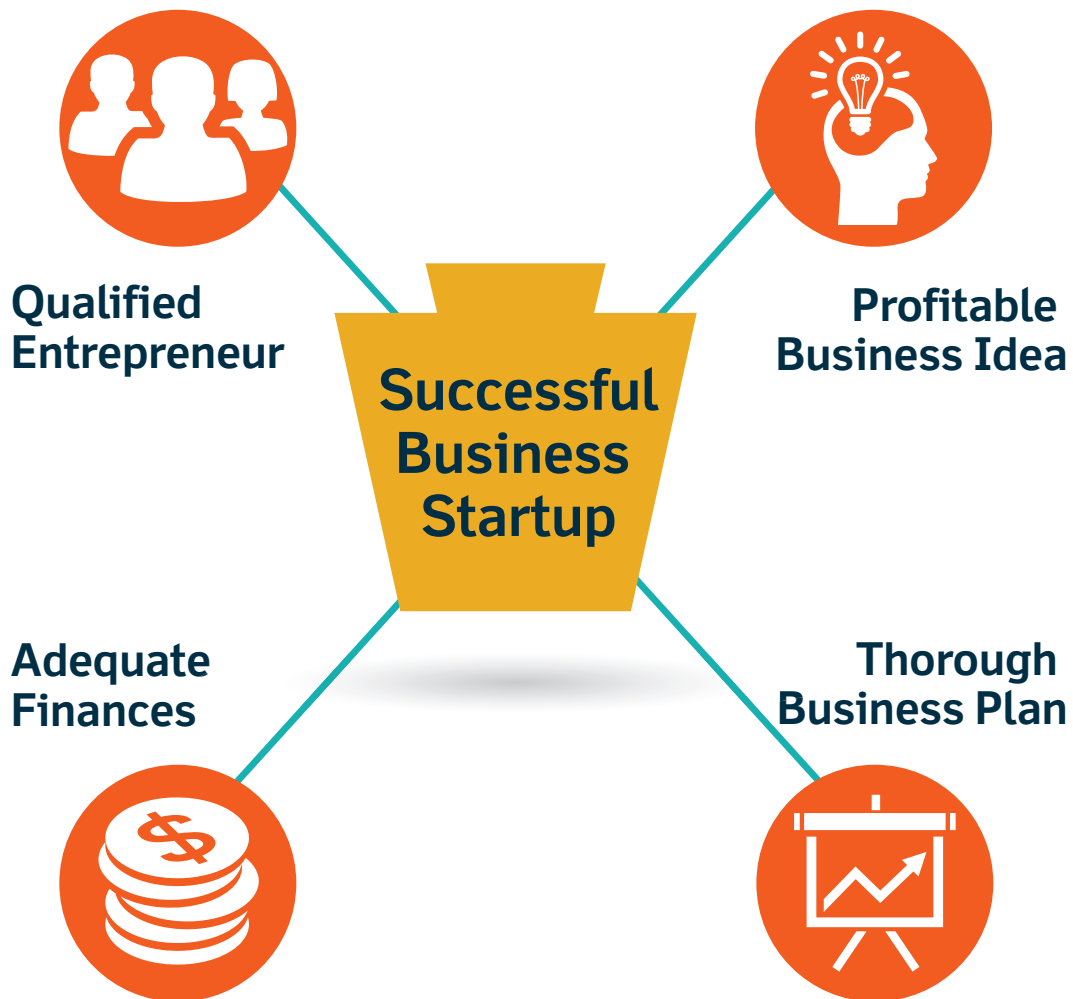 Qualified
Entrepreneur
Profitable
Business Idea
Successful
Business
Startup
Adequate
Finances
Thorough
Business Plan
$